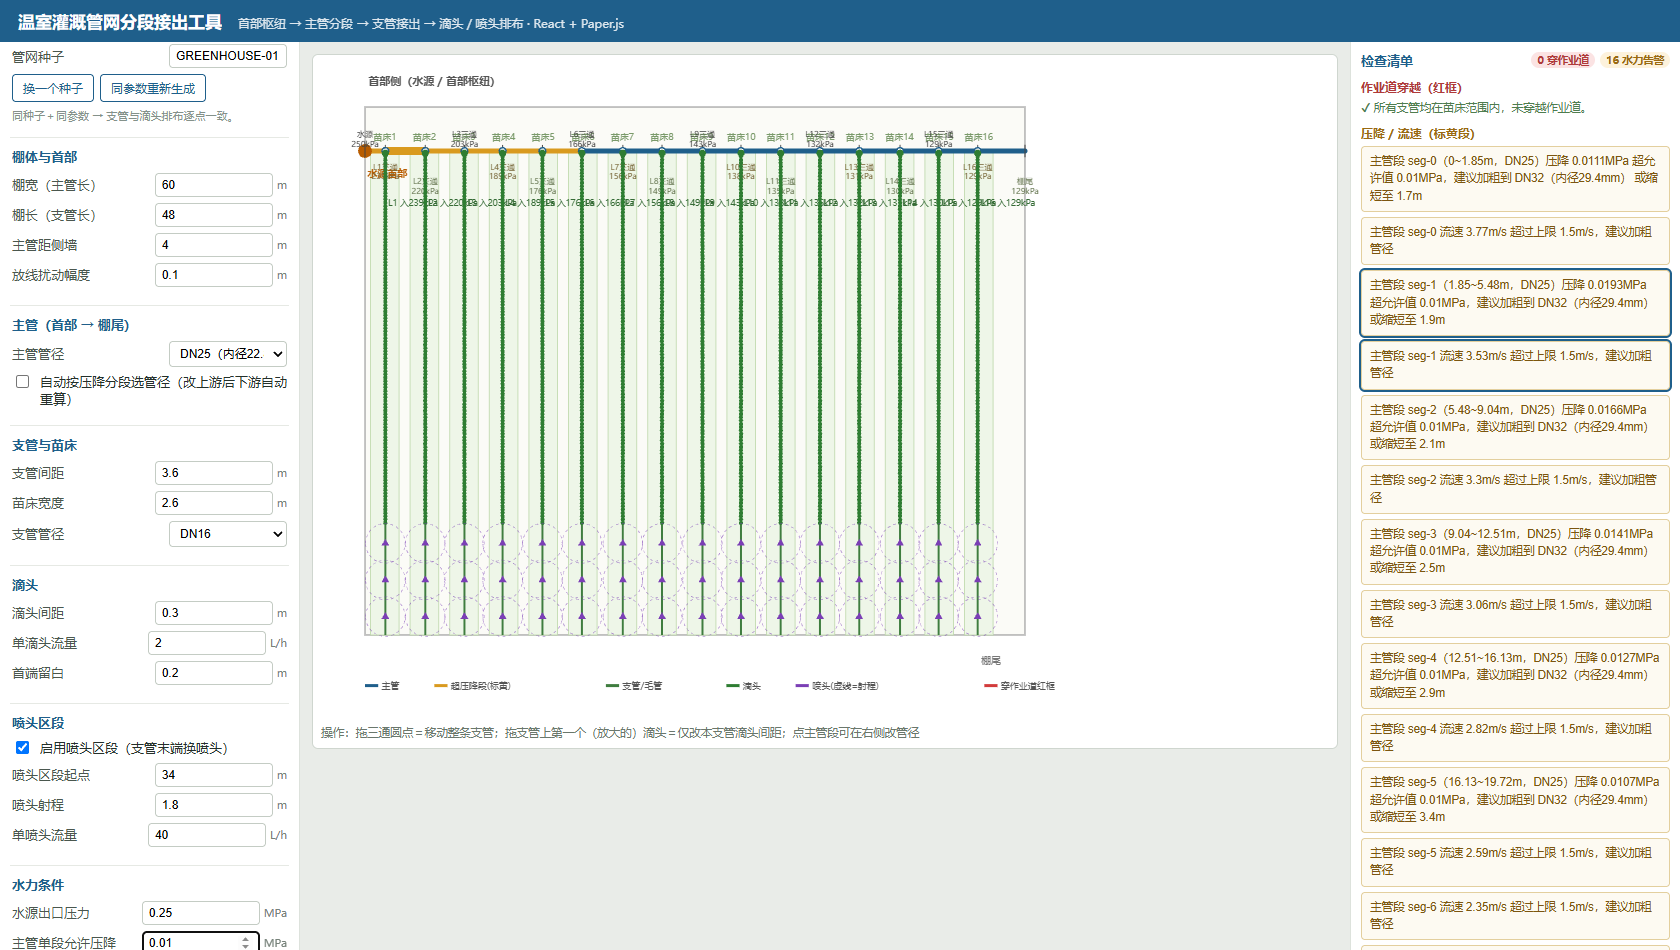 温室灌溉管网分段接出工具
首部枢纽 → 主管分段 → 支管接出 → 滴头 / 喷头排布 · React + Paper.js
管网种子
GREENHOUSE-01
换一个种子
同参数重新生成
同种子 + 同参数 → 支管与滴头排布逐点一致。
棚体与首部
棚宽（主管长）
60
m
棚长（支管长）
48
m
主管距侧墙
4
m
放线扰动幅度
0.1
m
主管（首部 → 棚尾）
主管管径
DN25（内径22.
自动按压降分段选管径（改上游后下游自动
重算）
支管与苗床
支管间距
3.6
m
苗床宽度
2.6
m
支管管径
DN16
滴头
滴头间距
0.3
m
单滴头流量
2
L/h
首端留白
0.2
m
喷头区段
启用喷头区段（支管末端换喷头）
喷头区段起点
34
m
喷头射程
1.8
m
单喷头流量
40
L/h
水力条件
水源出口压力
0.25
MPa
主管单段允许压降
0.01
MPa
首部侧（水源 / 首部枢纽）
水源
250kPa
苗床1
苗床2
苗床4
苗床5
苗床7
苗床8
苗床10
苗床11
苗床13
苗床14
苗床16
203kPa
166kPa
143kPa
132kPa
129kPa
棚尾
129kPa
棚尾
主管
超压降段(标黄)
支管/毛管
滴头
喷头(虚线=射程)
穿作业道红框
操作：拖三通圆点 = 移动整条支管；拖支管上第一个（放大的）滴头 = 仅改本支管滴头间距；点主管段可在右侧改管径
检查清单
0 穿作业道
16 水力告警
作业道穿越（红框）
✓ 所有支管均在苗床范围内，未穿越作业道。
压降 / 流速（标黄段）
主管段 seg-0（0~1.85m，DN25）压降 0.0111MPa 超允
许值 0.01MPa，建议加粗到 DN32（内径29.4mm） 或缩
短至 1.7m
主管段 seg-0 流速 3.77m/s 超过上限 1.5m/s，建议加粗
管径
主管段 seg-1（1.85~5.48m，DN25）压降 0.0193MPa
超允许值 0.01MPa，建议加粗到 DN32（内径29.4mm）
或缩短至 1.9m
主管段 seg-1 流速 3.53m/s 超过上限 1.5m/s，建议加粗
管径
主管段 seg-2（5.48~9.04m，DN25）压降 0.0166MPa
超允许值 0.01MPa，建议加粗到 DN32（内径29.4mm）
或缩短至 2.1m
主管段 seg-2 流速 3.3m/s 超过上限 1.5m/s，建议加粗管
径
主管段 seg-3（9.04~12.51m，DN25）压降 0.0141MPa
超允许值 0.01MPa，建议加粗到 DN32（内径29.4mm）
或缩短至 2.5m
主管段 seg-3 流速 3.06m/s 超过上限 1.5m/s，建议加粗
管径
主管段 seg-4（12.51~16.13m，DN25）压降 0.0127MPa
超允许值 0.01MPa，建议加粗到 DN32（内径29.4mm）
或缩短至 2.9m
主管段 seg-4 流速 2.82m/s 超过上限 1.5m/s，建议加粗
管径
主管段 seg-5（16.13~19.72m，DN25）压降 0.0107MPa
超允许值 0.01MPa，建议加粗到 DN32（内径29.4mm）
或缩短至 3.4m
主管段 seg-5 流速 2.59m/s 超过上限 1.5m/s，建议加粗
管径
主管段 seg-6 流速 2.35m/s 超过上限 1.5m/s，建议加粗
管径